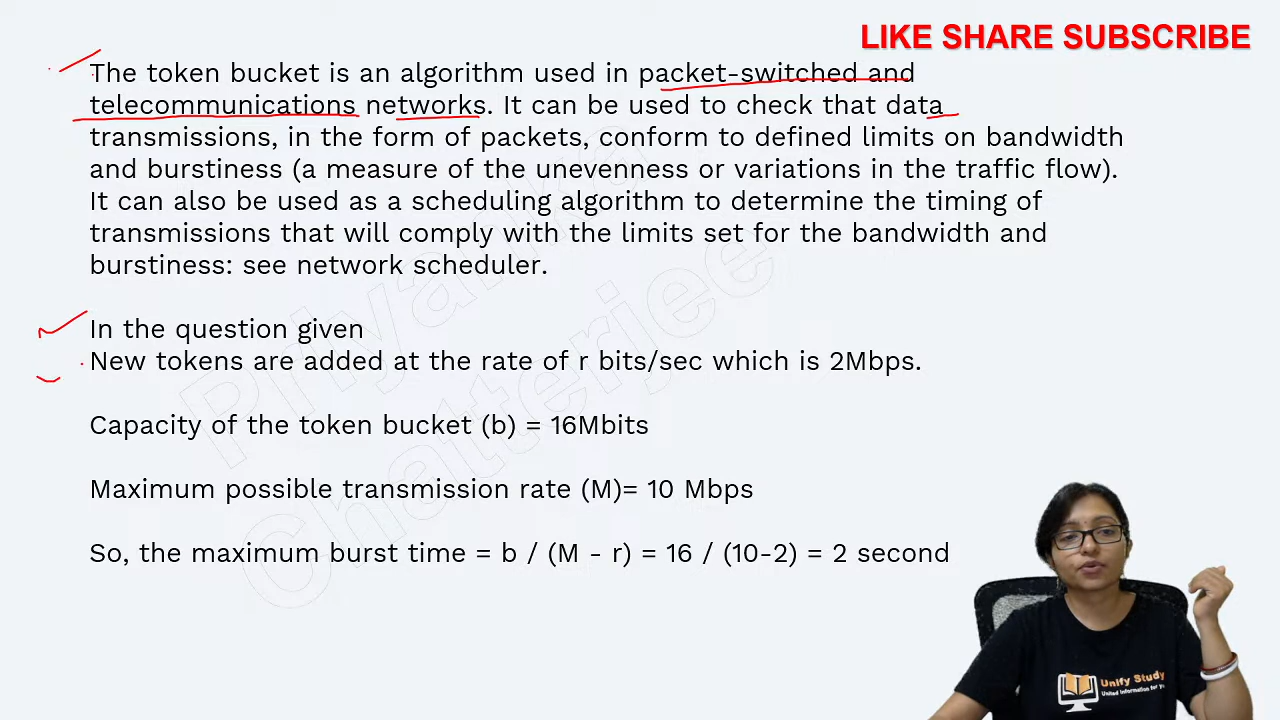 LIKE SHARE SUBSCRIBE
The token bucket is an algorithm used in packet-switched and
telecommunications networks. It can be used to check that data
transmissions, in the form of packets, conform to defined limits on bandwidth
and burstiness (a measure of the unevenness or variations in the traffic flow).
It can also be used as a scheduling algorithm to determine the timing of
transmissions that will comply with the limits set for the bandwidth and
burstiness: see network scheduler.
In the question given
New tokens are added at the rate of r bits/sec which is 2Mbps.
Capacity of the token bucket (b) = 16Mbits
Maximum possible transmission rate (M)= 10 Mbps
So, the maximum burst time = b / (M - r) = 16 / (10-2) = 2 second
Priyanka
Chatterjee
Unify Study
United Information for